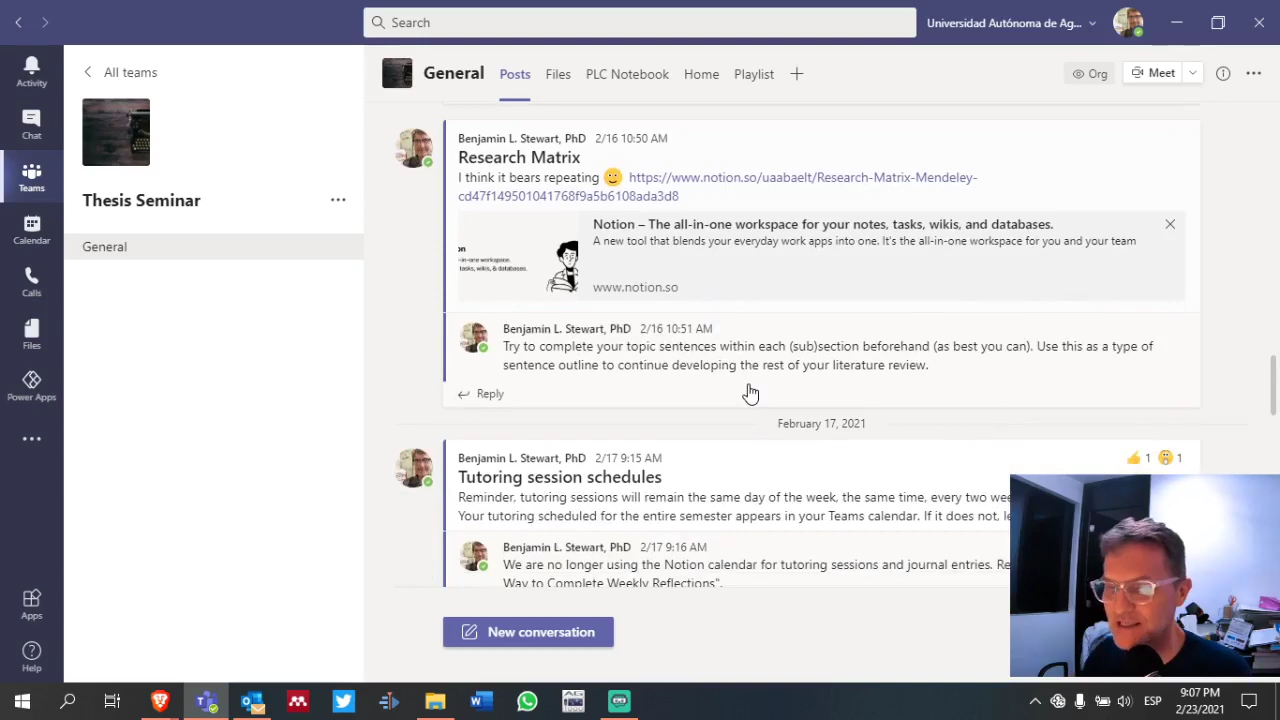 Search
Universidad Autónoma de Ag...
Activity
Chat
Teams
Calendar
Calls
Files
Power Apps
Apps
Help
All teams
Thesis Seminar
General
General
Posts
Files
PLC Notebook
Home
Playlist
Org
Meet
Benjamin L. Stewart, PhD 2/16 10:50 AM
Research Matrix
I think it bears repeating https://www.notion.so/uaabaelt/Research-Matrix-Mendeley-
cd47f149501041768f9a5b6108ada3d8
on
-in-one workspace
tasks, wikis, & databases.
Notion – The all-in-one workspace for your notes, tasks, wikis, and databases.
A new tool that blends your everyday work apps into one. It's the all-in-one workspace for you and your team
www.notion.so
Benjamin L. Stewart, PhD 2/16 10:51 AM
Try to complete your topic sentences within each (sub)section beforehand (as best you can). Use this as a type of
sentence outline to continue developing the rest of your literature review.
Reply
February 17, 2021
Benjamin L. Stewart, PhD 2/17 9:15 AM
1 1
Tutoring session schedules
Reminder, tutoring sessions will remain the same day of the week, the same time, every two wee
Your tutoring scheduled for the entire semester appears in your Teams calendar. If it does not, le
Benjamin L. Stewart, PhD 2/17 9:16 AM
We are no longer using the Notion calendar for tutoring sessions and journal entries. Re
Way to Complete Weekly Reflections".
New conversation
ESP
9:07 PM
2/23/2021